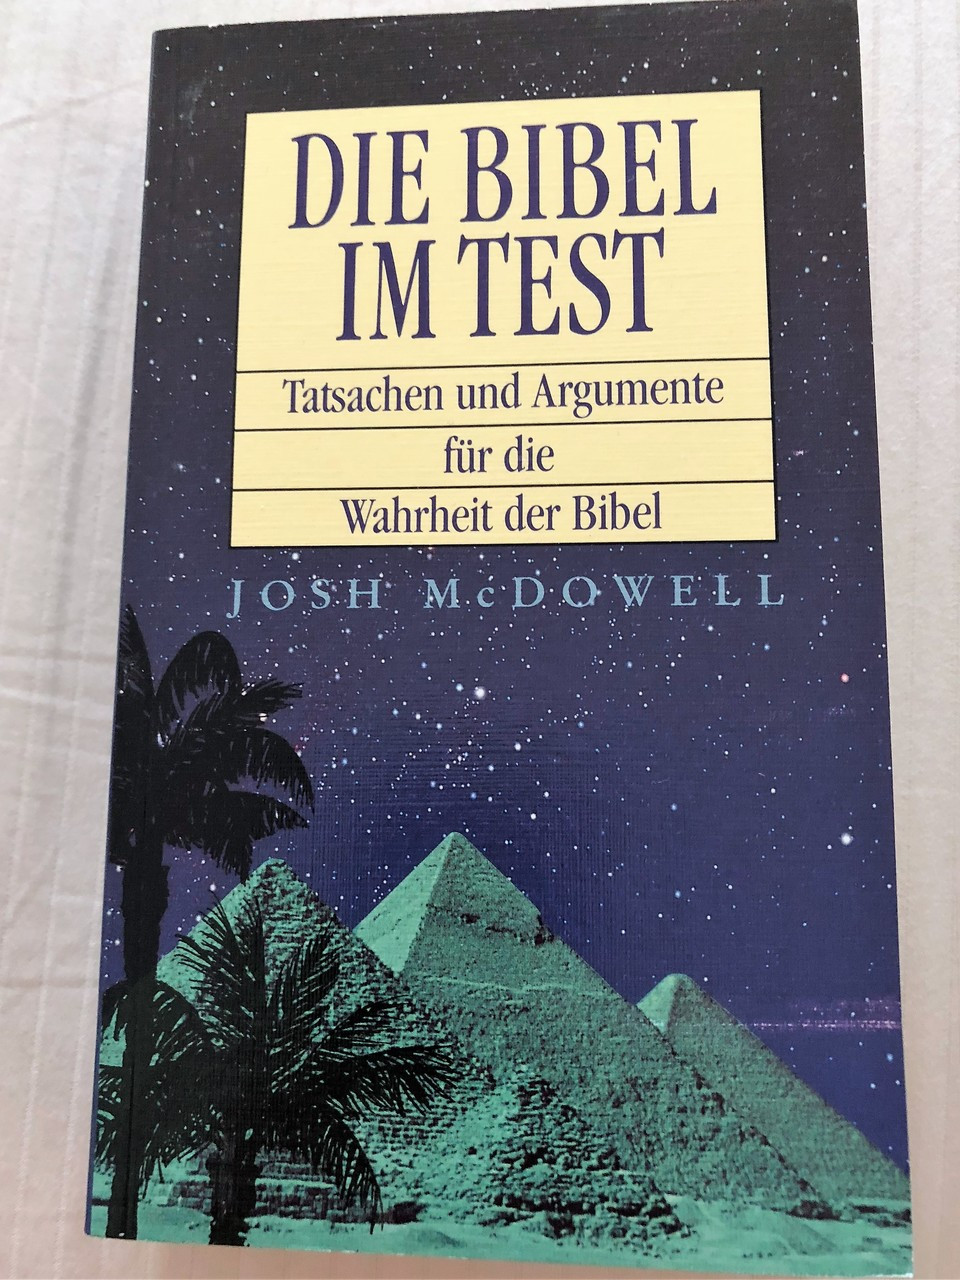 DIE BIBEL
IM TEST
Tatsachen und Argumente
für die
Wahrheit der Bibel
JOSH McDOWELL